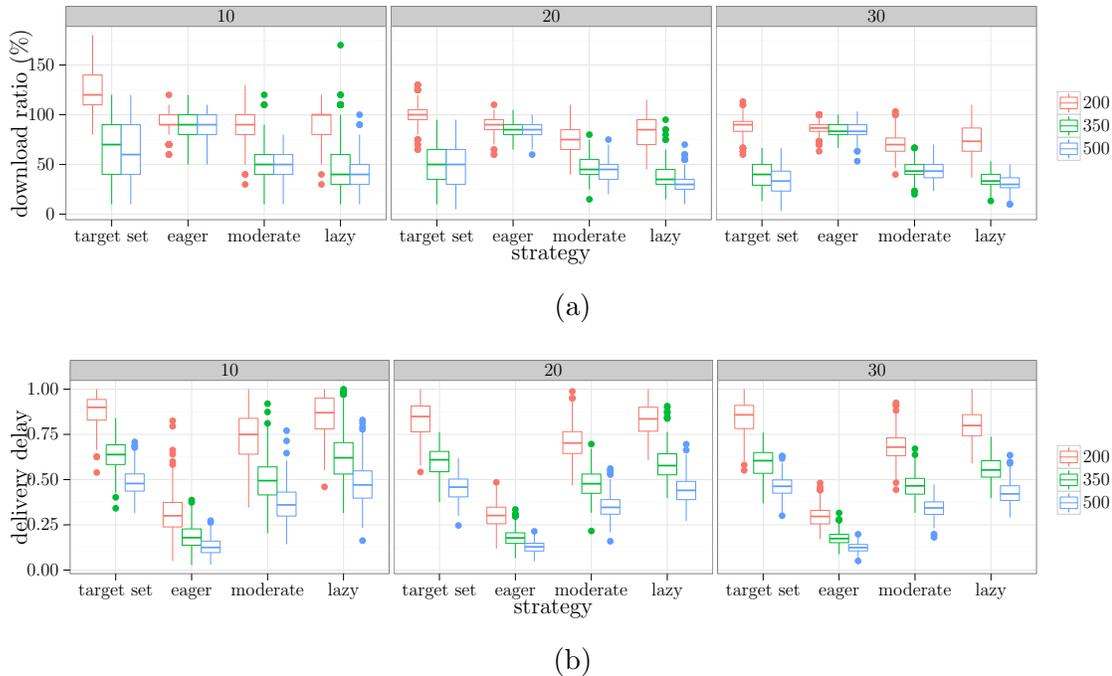 10 20 30
download ratio (%)
150
100
50
0
target set eager moderate lazy target set eager moderate lazy target set eager moderate lazy
strategy
200
350
500
(a)
10 20 30
delivery delay
1.00
0.75
0.50
0.25
0.00
target set eager moderate lazy target set eager moderate lazy target set eager moderate lazy
strategy
200
350
500
(b)